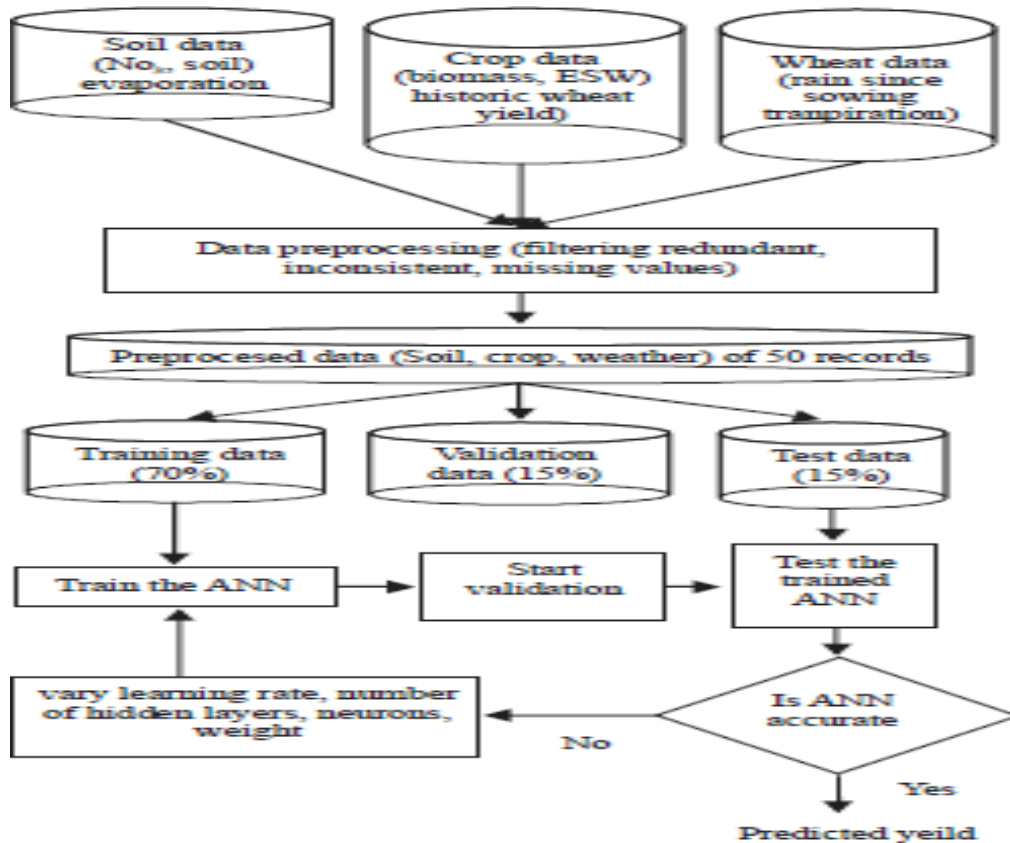 Soil data
(No , soil)
evaporation
Crop data
(biomass, ESW)
historic wheat
yield)
Wheat data
(rain since
sowing
tranpiration)
Data preprocessing (filtering redundant,
inconsistent, missing values)
Preprocesed data (Soil, crop, weather) of 50 records
Training data
(70%)
Validation
data (15%)
Test data
(15%)
Train the ANN
Start
validation
Test the
trained
ANN
vary learning rate, number
of hidden layers, neurons,
weight
No
Is ANN
accurate
Yes
Predicted yeild